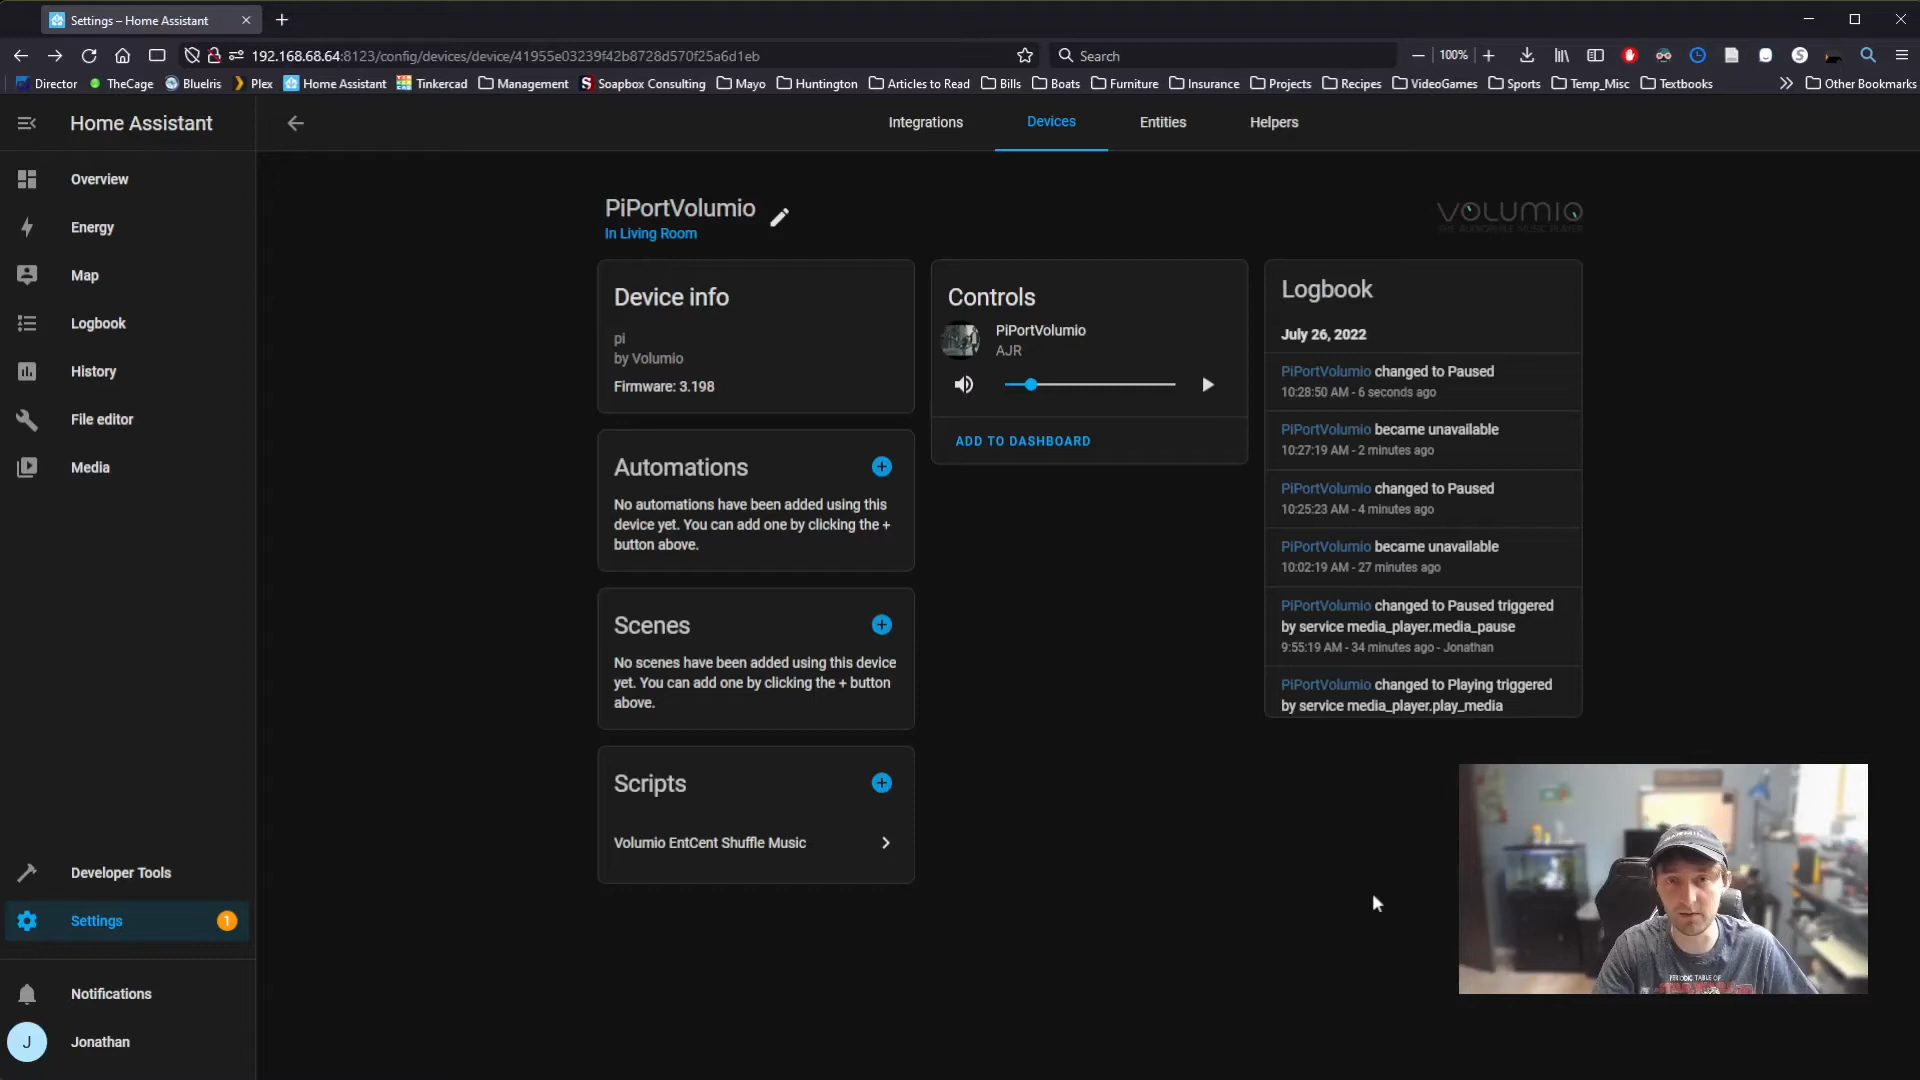 Settings – Home Assistant
192.168.68.64:8123/config/devices/device/41955e03239f42b8728d570f25a6d1eb
Search
100%
Director
TheCage
BlueIris
Plex
Home Assistant
Tinkercad
Management
Soapbox Consulting
Mayo
Huntington
Articles to Read
Bills
Boats
Furniture
Insurance
Projects
Recipes
VideoGames
Sports
Temp_Misc
Textbooks
Other Bookmarks
Home Assistant
Integrations
Devices
Entities
Helpers
Overview
Energy
Map
Logbook
History
File editor
Media
Developer Tools
Settings
1
Notifications
J
Jonathan
PiPortVolumio
In Living Room
VOLUMIO
THE AUDIOPHILE MUSIC PLAYER
Device info
pi
by Volumio
Firmware: 3.198
Automations
No automations have been added using this
device yet. You can add one by clicking the +
button above.
Scenes
No scenes have been added using this device
yet. You can add one by clicking the + button
above.
Scripts
Volumio EntCent Shuffle Music
Controls
PiPortVolumio
AJR
ADD TO DASHBOARD
Logbook
July 26, 2022
PiPortVolumio changed to Paused
10:28:50 AM - 6 seconds ago
PiPortVolumio became unavailable
10:27:19 AM - 2 minutes ago
PiPortVolumio changed to Paused
10:25:23 AM - 4 minutes ago
PiPortVolumio became unavailable
10:02:19 AM - 27 minutes ago
PiPortVolumio changed to Paused triggered
by service media_player.media_pause
9:55:19 AM - 34 minutes ago - Jonathan
PiPortVolumio changed to Playing triggered
by service media_player.play_media
PERIODIC TABLE OF